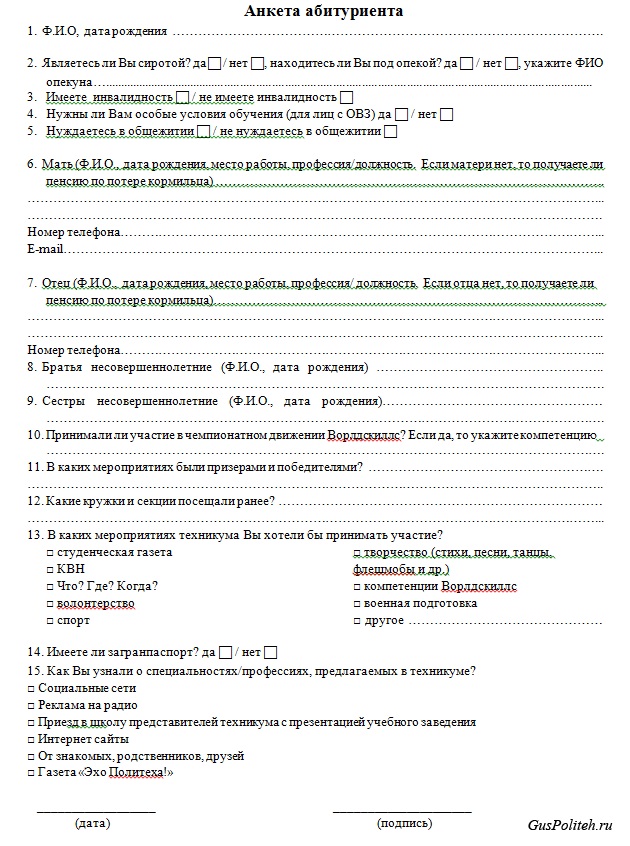 Анкета абитуриента
1. Ф.И.О, дата рождения ………………………………………………………………………………
2. Являетесь ли Вы сиротой? да□ / нет □, находитесь ли Вы под опекой? да □ / нет □, укажите ФИО
опекуна……………………………………………………………………………………
3. Имеете инвалидность □ / не имеете инвалидность □
4. Нужны ли Вам особые условия обучения (для лиц с ОВЗ) да □ / нет □
5. Нуждаетесь в общежитии □ / не нуждаетесь в общежитии □
6. Мать (Ф.И.О., дата рождения, место работы, профессия/должность. Если матери нет, то получаете ли
пенсию по потере кормильца) ……………………………………………………………………
……………………………………………………………………………………………………
……………………………………………………………………………………………………
Номер телефона……………………………………………………………………………………
E-mail………………………………………………………………………………………………
7. Отец (Ф.И.О., дата рождения, место работы, профессия/ должность. Если отца нет, то получаете ли
пенсию по потере кормильца)……………………………………………………………………
……………………………………………………………………………………………………
……………………………………………………………………………………………………
Номер телефона……………………………………………………………………………………
8. Братья несовершеннолетние (Ф.И.О., дата рождения) ………………………………………
……………………………………………………………………………………………………
9. Сестры несовершеннолетние (Ф.И.О., дата рождения)………………………………………
……………………………………………………………………………………………………
10. Принимали ли участие в чемпионатном движении Ворлдскиллс? Если да, то укажите компетенцию
……………………………………………………………………………………………………
11. В каких мероприятиях были призерами и победителями? ………………………………………
……………………………………………………………………………………………………
12. Какие кружки и секции посещали ранее? ………………………………………………………
……………………………………………………………………………………………………
13. В каких мероприятиях техникума Вы хотели бы принимать участие?
□ студенческая газета
□ КВН
□ Что? Где? Когда?
□ волонтерство
□ спорт
□ творчество (стихи, песни, танцы,
флешмобы и др.)
□ компетенции Ворлдскиллс
□ военная подготовка
□ другое ………………………………
14. Имеете ли загранпаспорт? да □ / нет □
15. Как Вы узнали о специальностях/профессиях, предлагаемых в техникуме?
□ Социальные сети
□ Реклама на радио
□ Приезд в школу представителей техникума с презентацией учебного заведения
□ Интернет сайты
□ От знакомых, родственников, друзей
□ Газета «Эхо Политеха!»
__________________ _____________________
(дата) (подпись)
GusPoliteh.ru